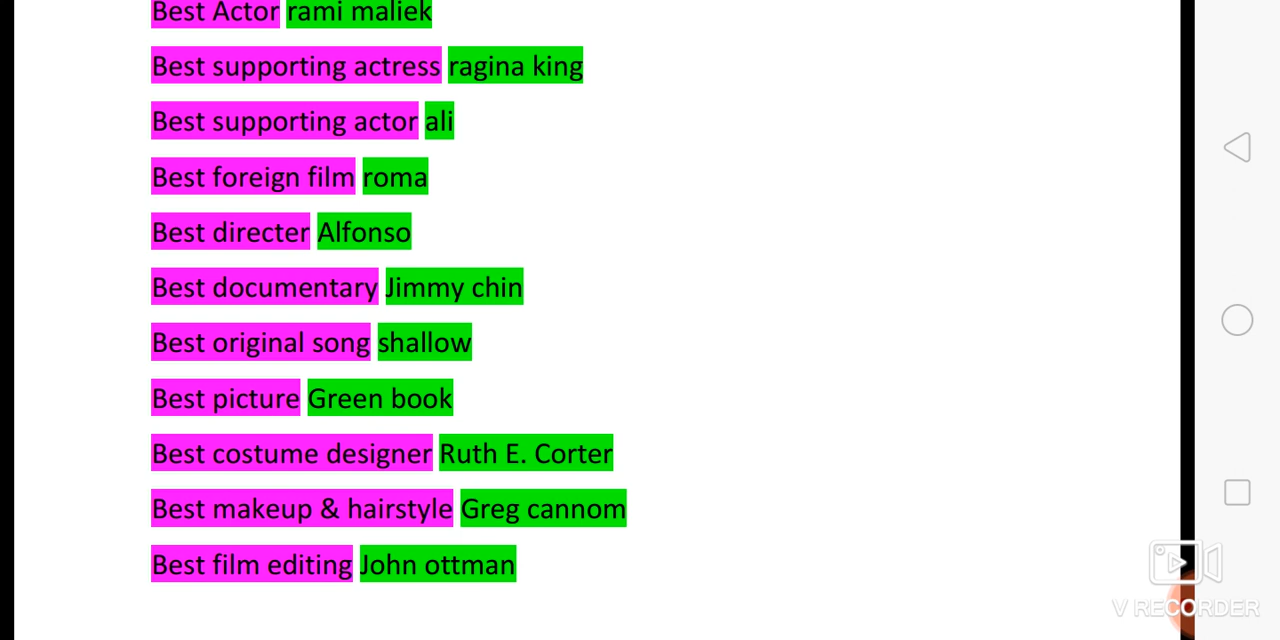 Best Actor rami maliek
Best supporting actress ragina king
Best supporting actor ali
Best foreign film roma
Best directer Alfonso
Best documentary Jimmy chin
Best original song shallow
Best picture Green book
Best costume designer Ruth E. Corter
Best makeup & hairstyle Greg cannom
Best film editing John ottman
V RECORDER